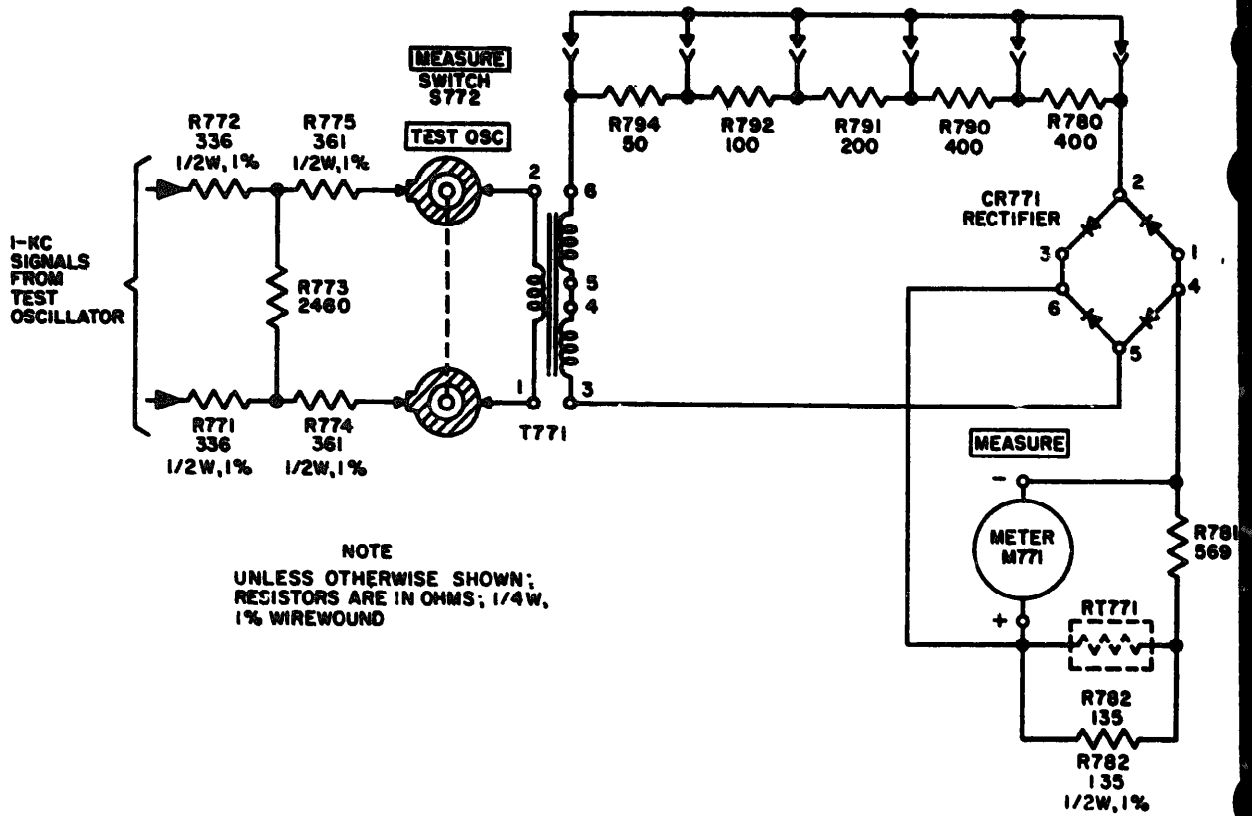 MEASURE
SWITCH
S772
TEST OSC
R772
336
1/2W, 1%
R775
361
1/2W, 1%
R794
50
R792
100
R791
200
R790
400
R780
400
2
6
2
CR771
RECTIFIER
1-KC
SIGNALS
FROM
TEST
OSCILLATOR
R773
2460
5
4
3
1
6
4
5
1
3
T771
R771
336
1/2W, 1%
R774
361
1/2W, 1%
MEASURE
-
METER
M771
+
R781
569
RT771
R782
135
R782
135
1/2W, 1%
NOTE
UNLESS OTHERWISE SHOWN;
RESISTORS ARE IN OHMS; 1/4W,
1% WIREWOUND